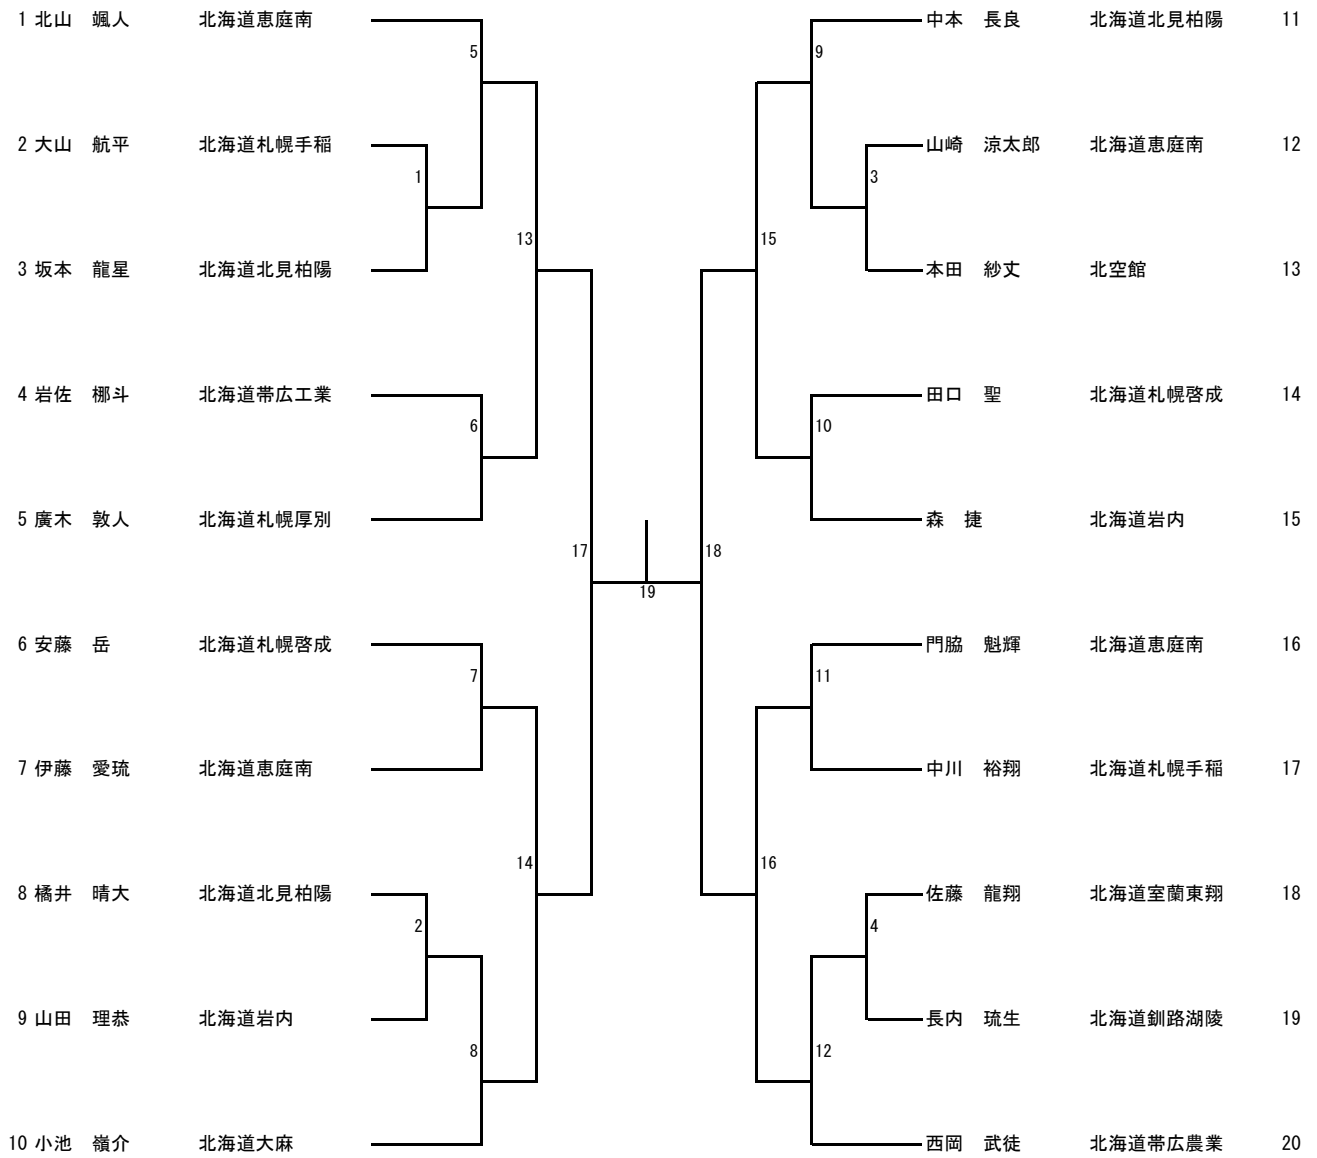 1 北山 颯人 北海道恵庭南
5
2 大山 航平 北海道札幌手稲
1
13
3 坂本 龍星 北海道北見柏陽
4 岩佐 梛斗 北海道帯広工業
6
5 廣木 敦人 北海道札幌厚別
17
19
6 安藤 岳 北海道札幌啓成
7
7 伊藤 愛琉 北海道恵庭南
14
8 橘井 晴大 北海道北見柏陽
2
9 山田 理恭 北海道岩内
8
10 小池 嶺介 北海道大麻
中本 長良 北海道北見柏陽 11
9
山崎 涼太郎 北海道恵庭南 12
3
15
本田 紗丈 北空館 13
田口 聖 北海道札幌啓成 14
10
森 捷 北海道岩内 15
18
門脇 魁輝 北海道恵庭南 16
11
中川 裕翔 北海道札幌手稲 17
16
佐藤 龍翔 北海道室蘭東翔 18
4
長内 琉生 北海道釧路湖陵 19
12
西岡 武徒 北海道帯広農業 20